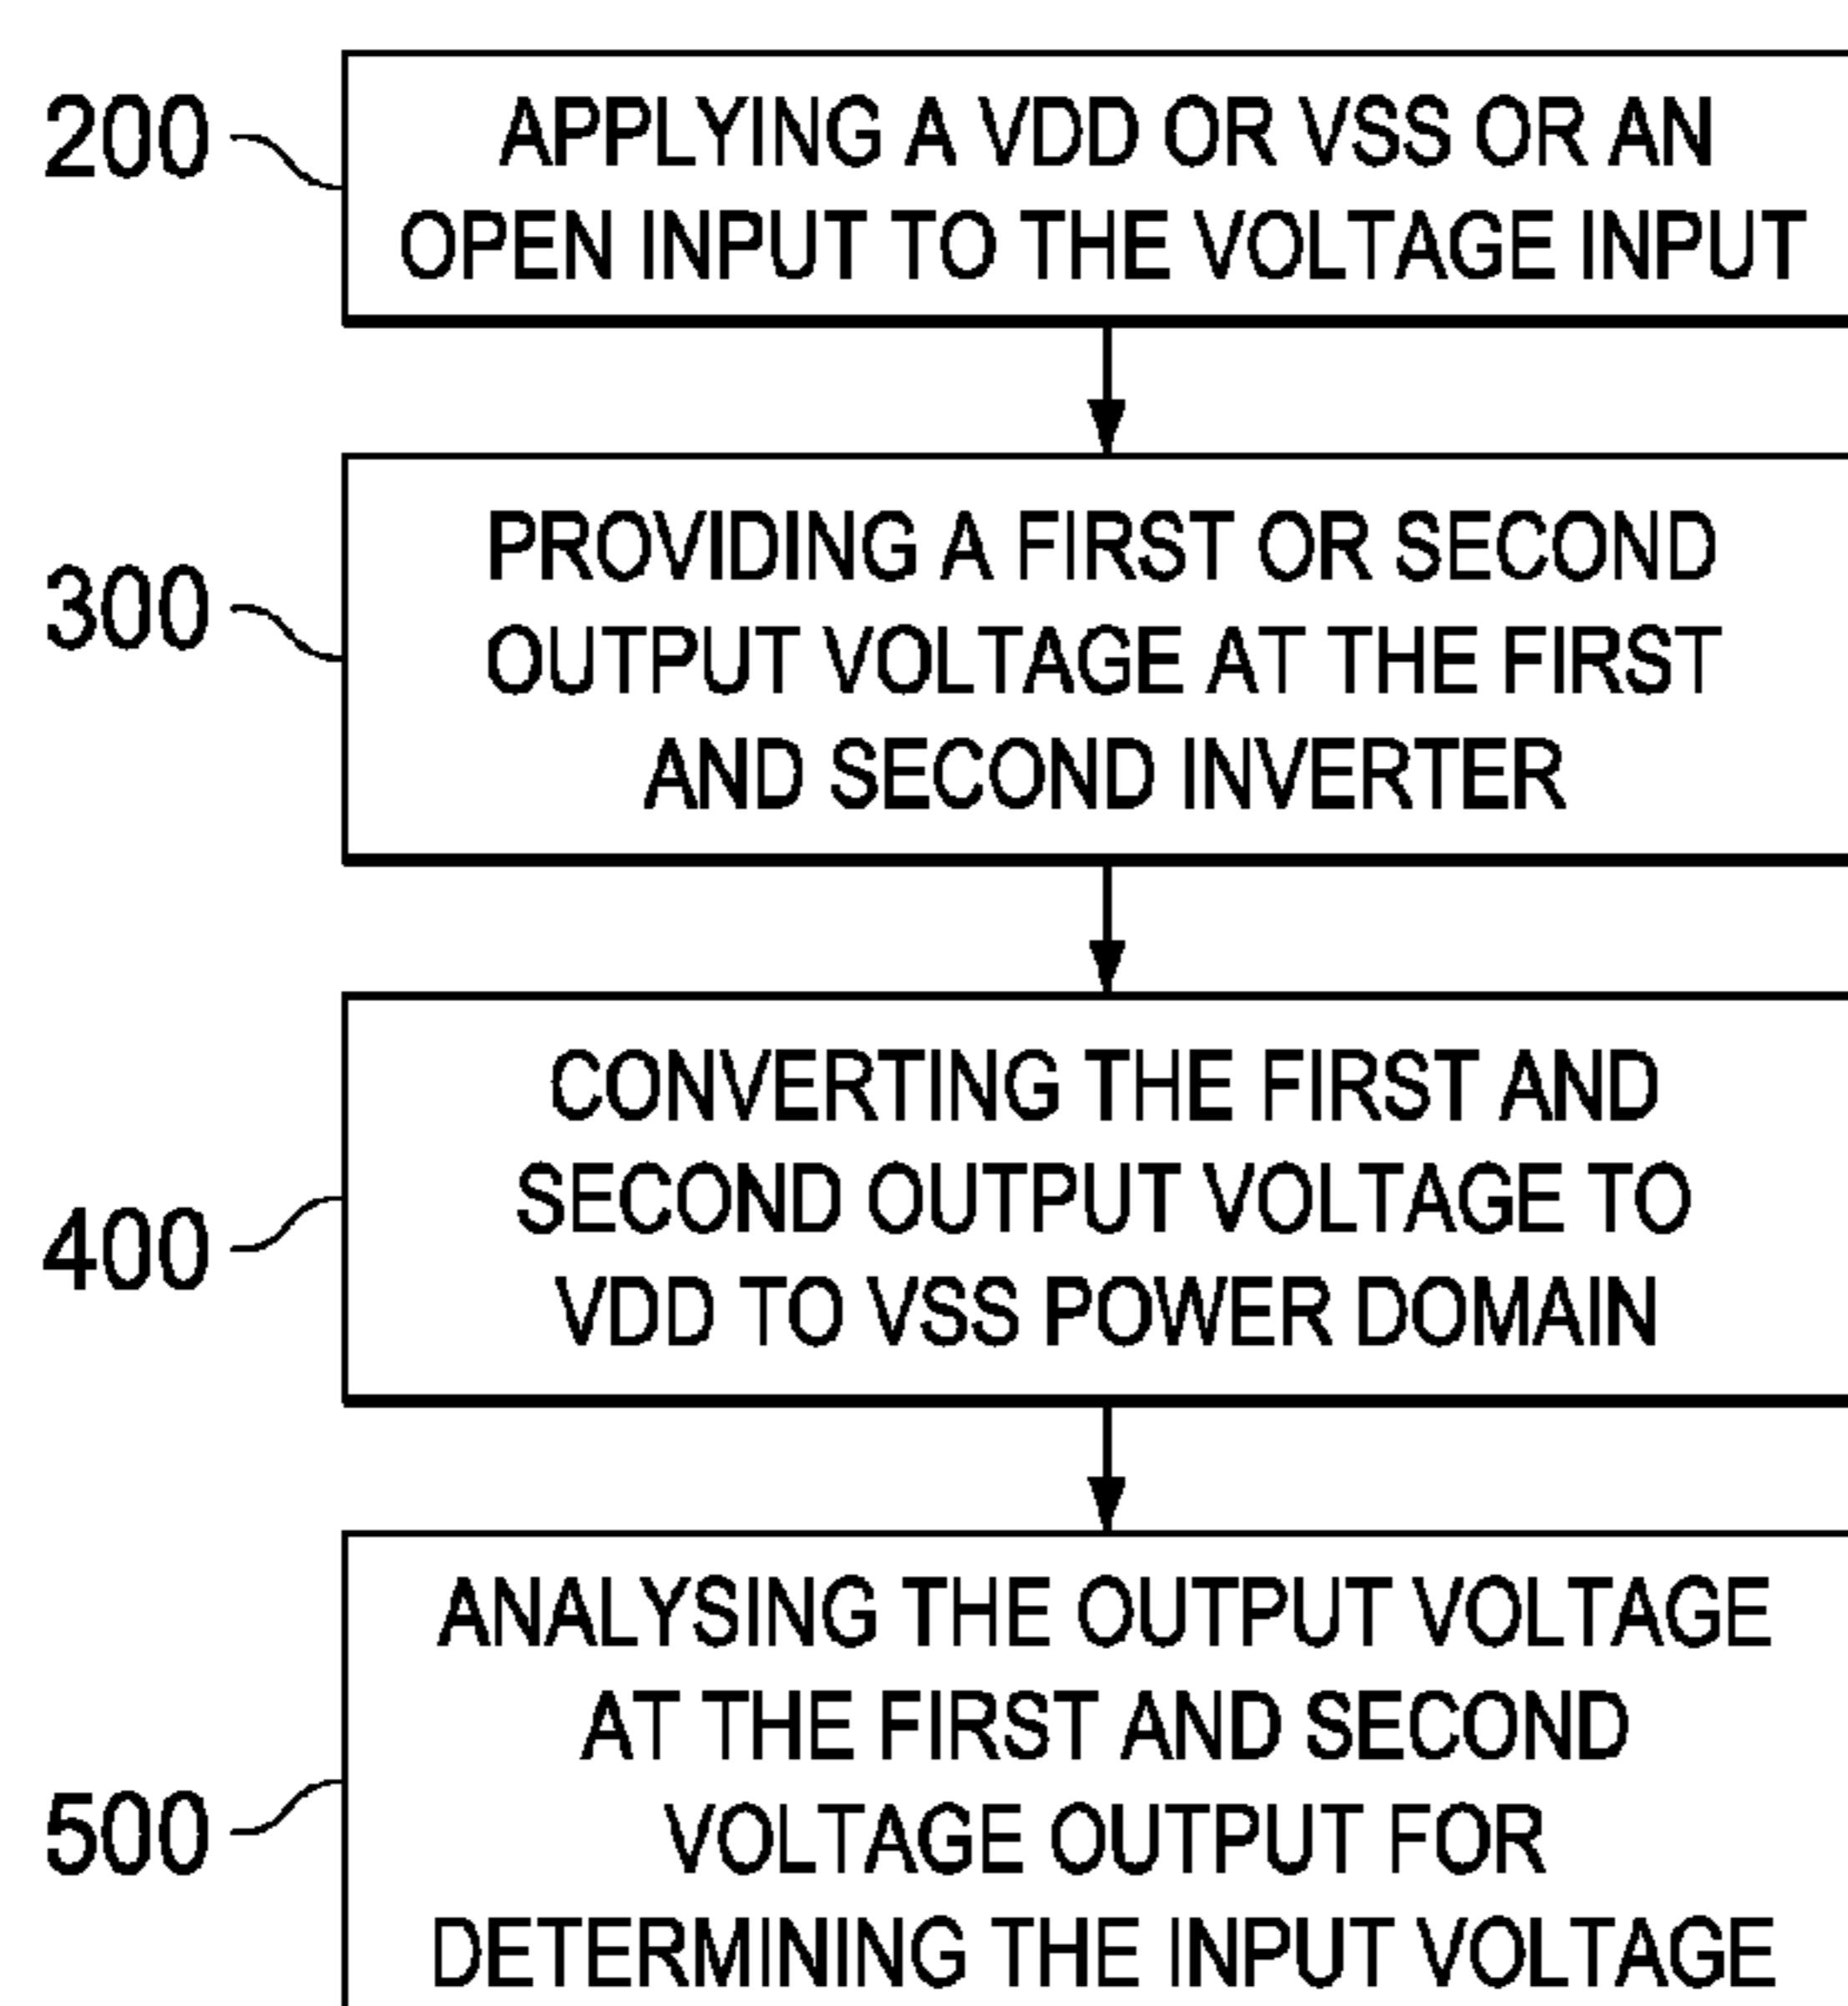 200
APPLYING A VDD OR VSS OR AN
OPEN INPUT TO THE VOLTAGE INPUT
300
PROVIDING A FIRST OR SECOND
OUTPUT VOLTAGE AT THE FIRST
AND SECOND INVERTER
400
CONVERTING THE FIRST AND
SECOND OUTPUT VOLTAGE TO
VDD TO VSS POWER DOMAIN
500
ANALYSING THE OUTPUT VOLTAGE
AT THE FIRST AND SECOND
VOLTAGE OUTPUT FOR
DETERMINING THE INPUT VOLTAGE